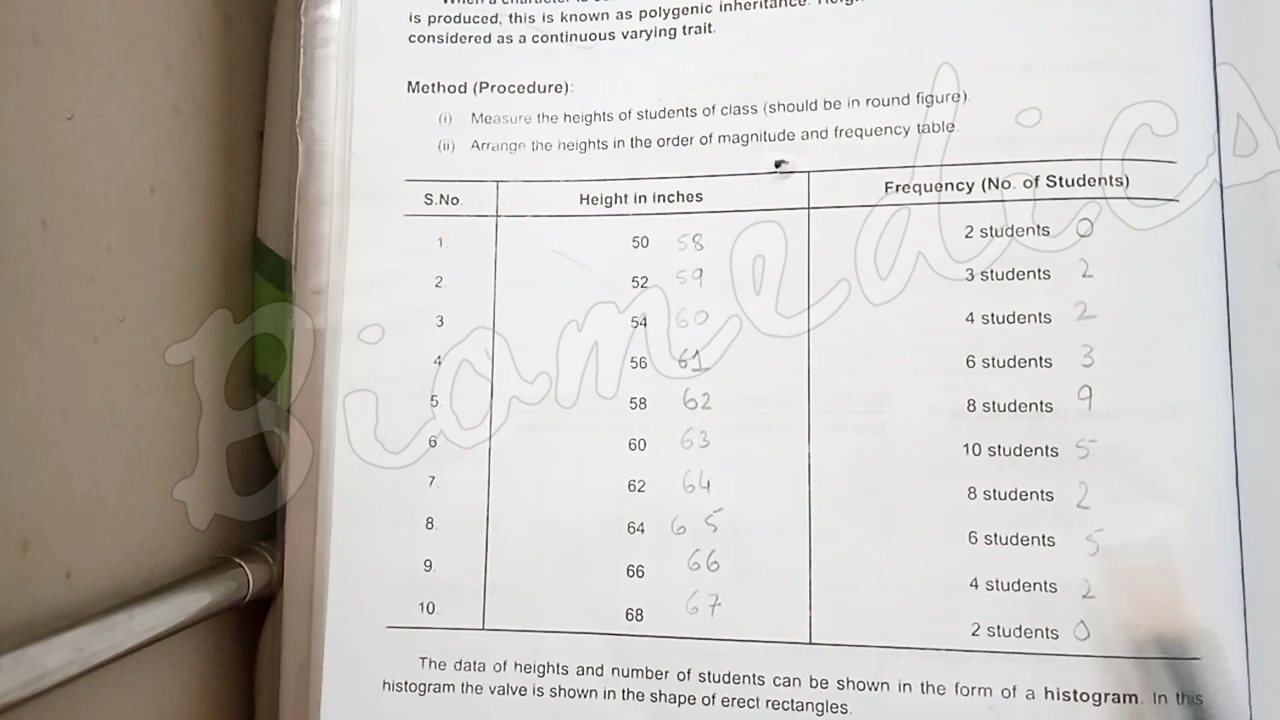 is produced, this is known as polygenic inheritance.
considered as a continuous varying trait.
Method (Procedure):
(i) Measure the heights of students of class (should be in round figure).
(ii) Arrange the heights in the order of magnitude and frequency table.
S.No. Height in inches Frequency (No. of Students)
1. 50 58 2 students 0
2. 52 59 3 students 2
3 54 60 4 students 2
4 56 61 6 students 3
5. 58 62 8 students 9
6 60 63 10 students 5
7. 62 64 8 students 2
8. 64 65 6 students 5
9. 66 66 4 students 2
10. 68 67 2 students 0
The data of heights and number of students can be shown in the form of a histogram. In this
histogram the valve is shown in the shape of erect rectangles.
Biomedics